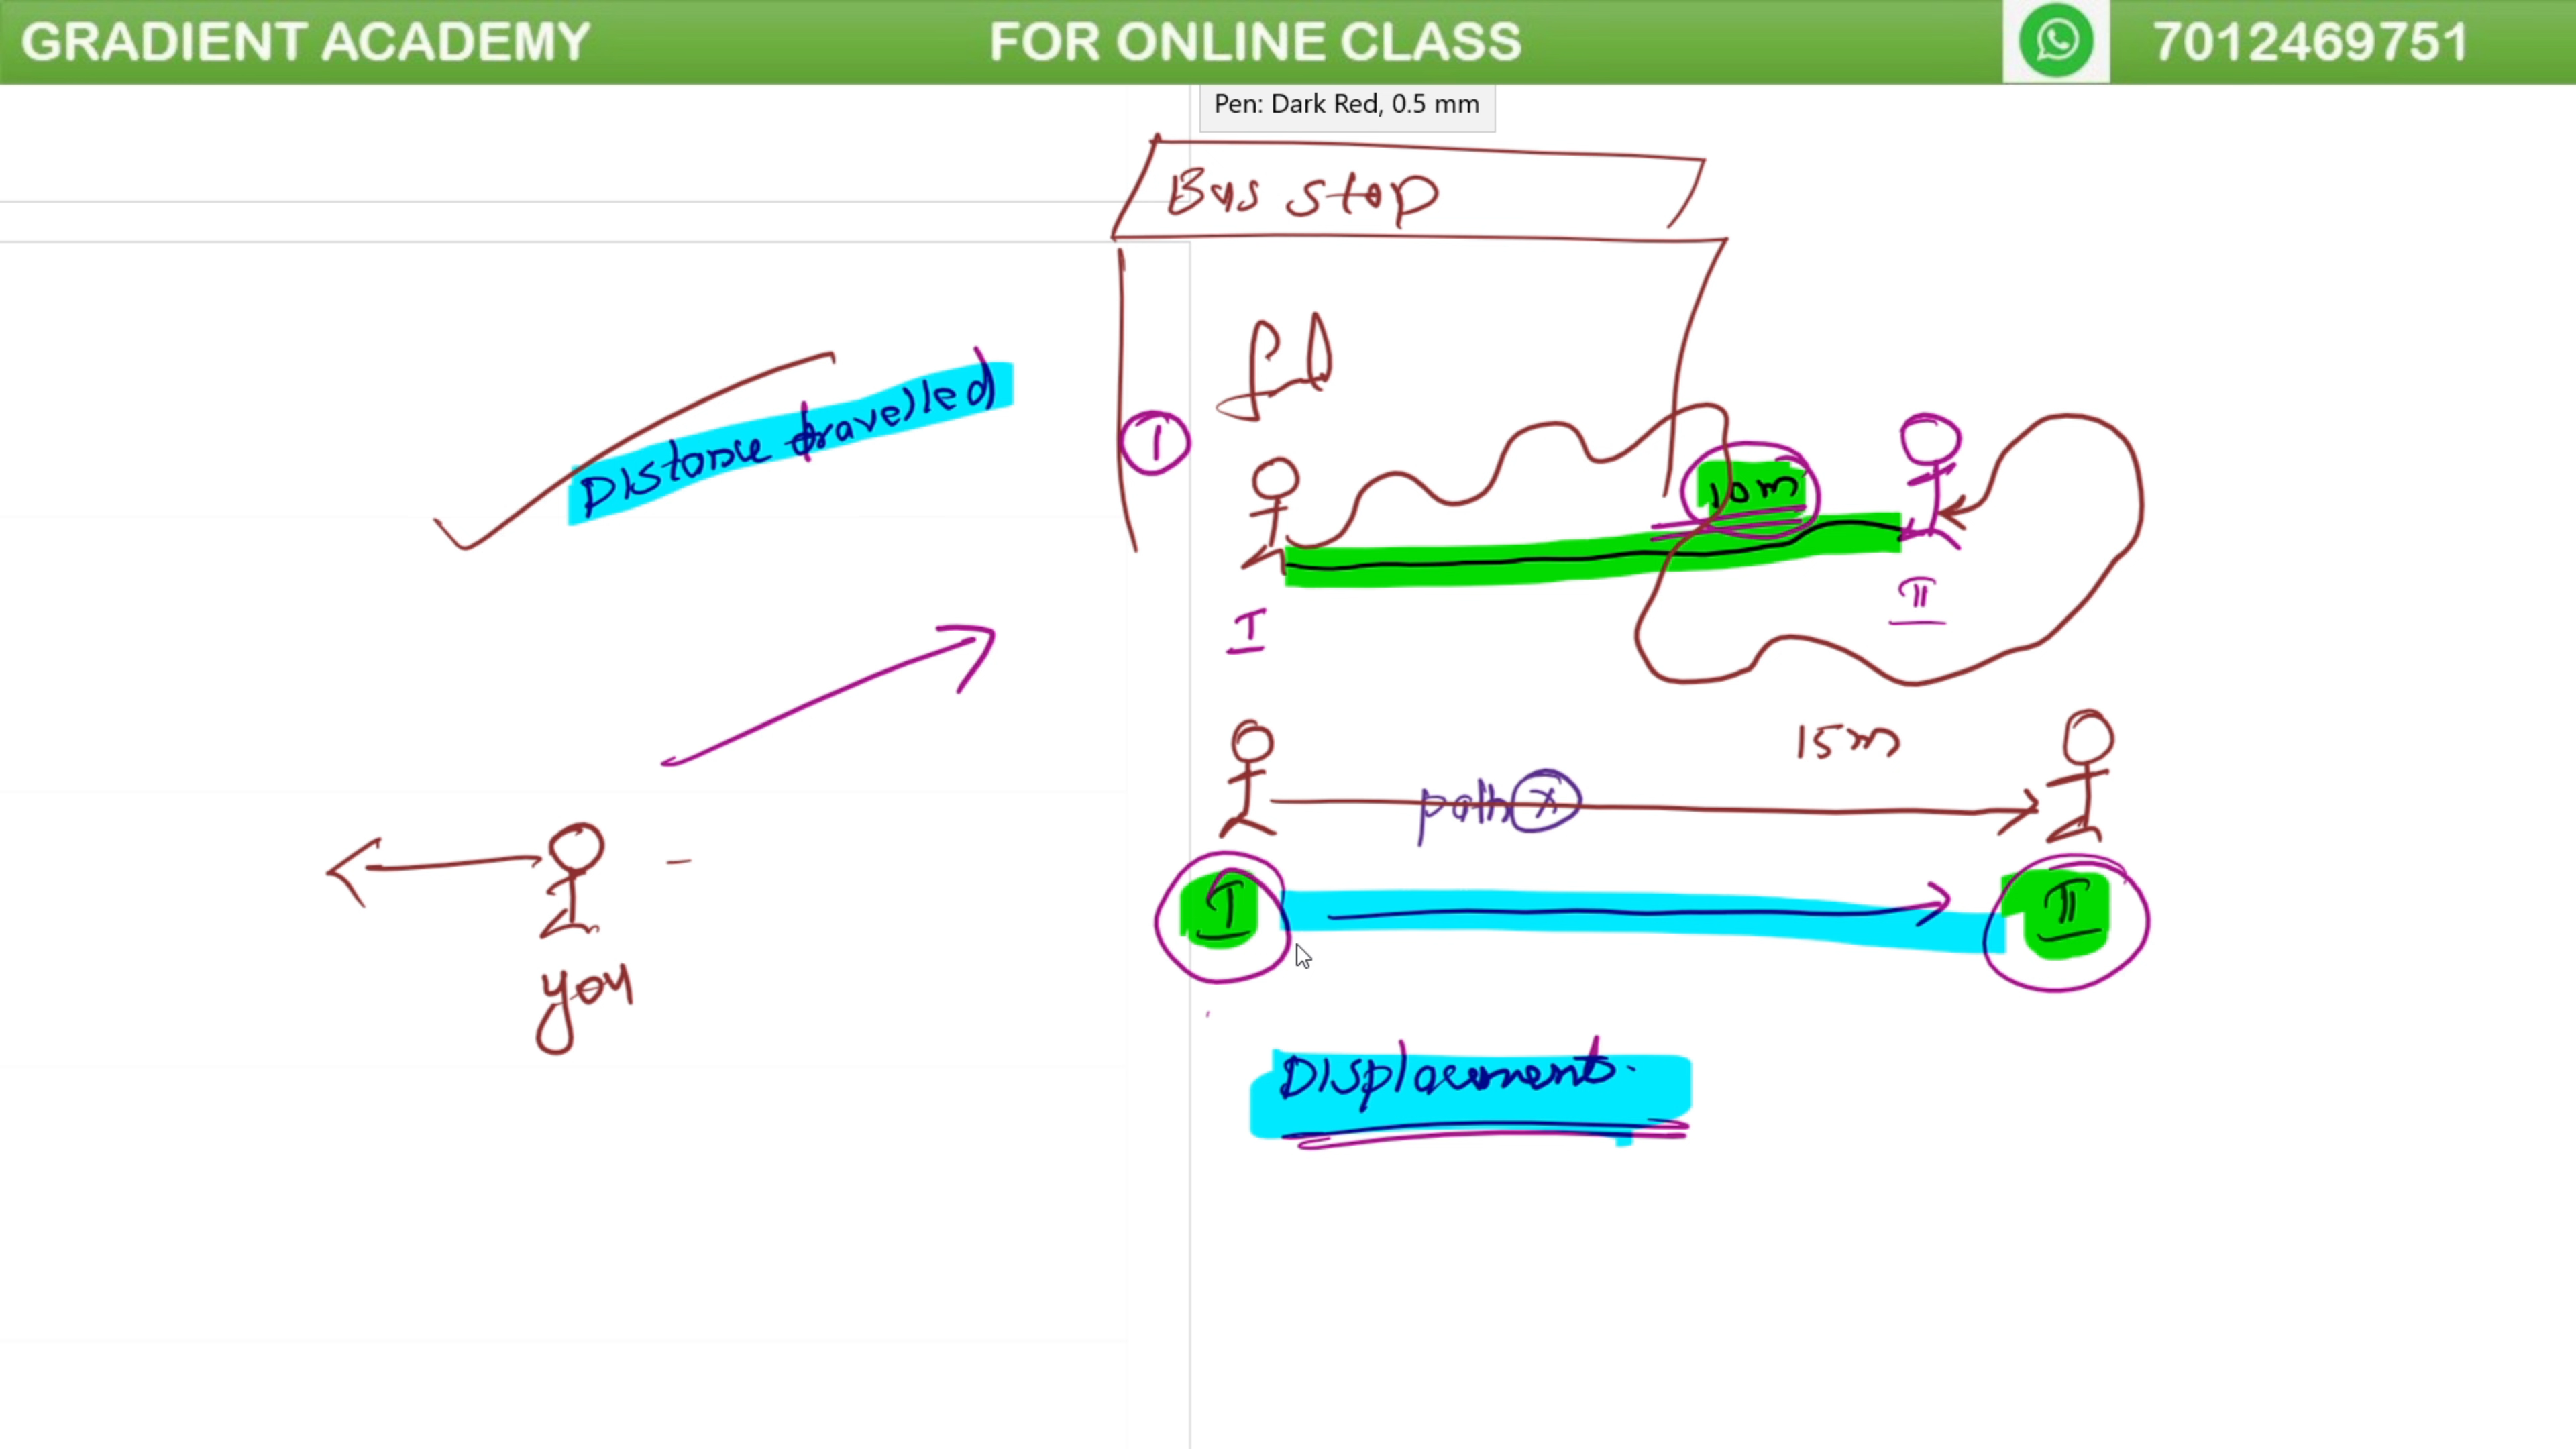 GRADIENT ACADEMY FOR ONLINE CLASS 7012469751
Pen: Dark Red, 0.5 mm
Bus stop
Distance travelled
I
10m
I
II
15m
path x
I
II
you
Displacement.